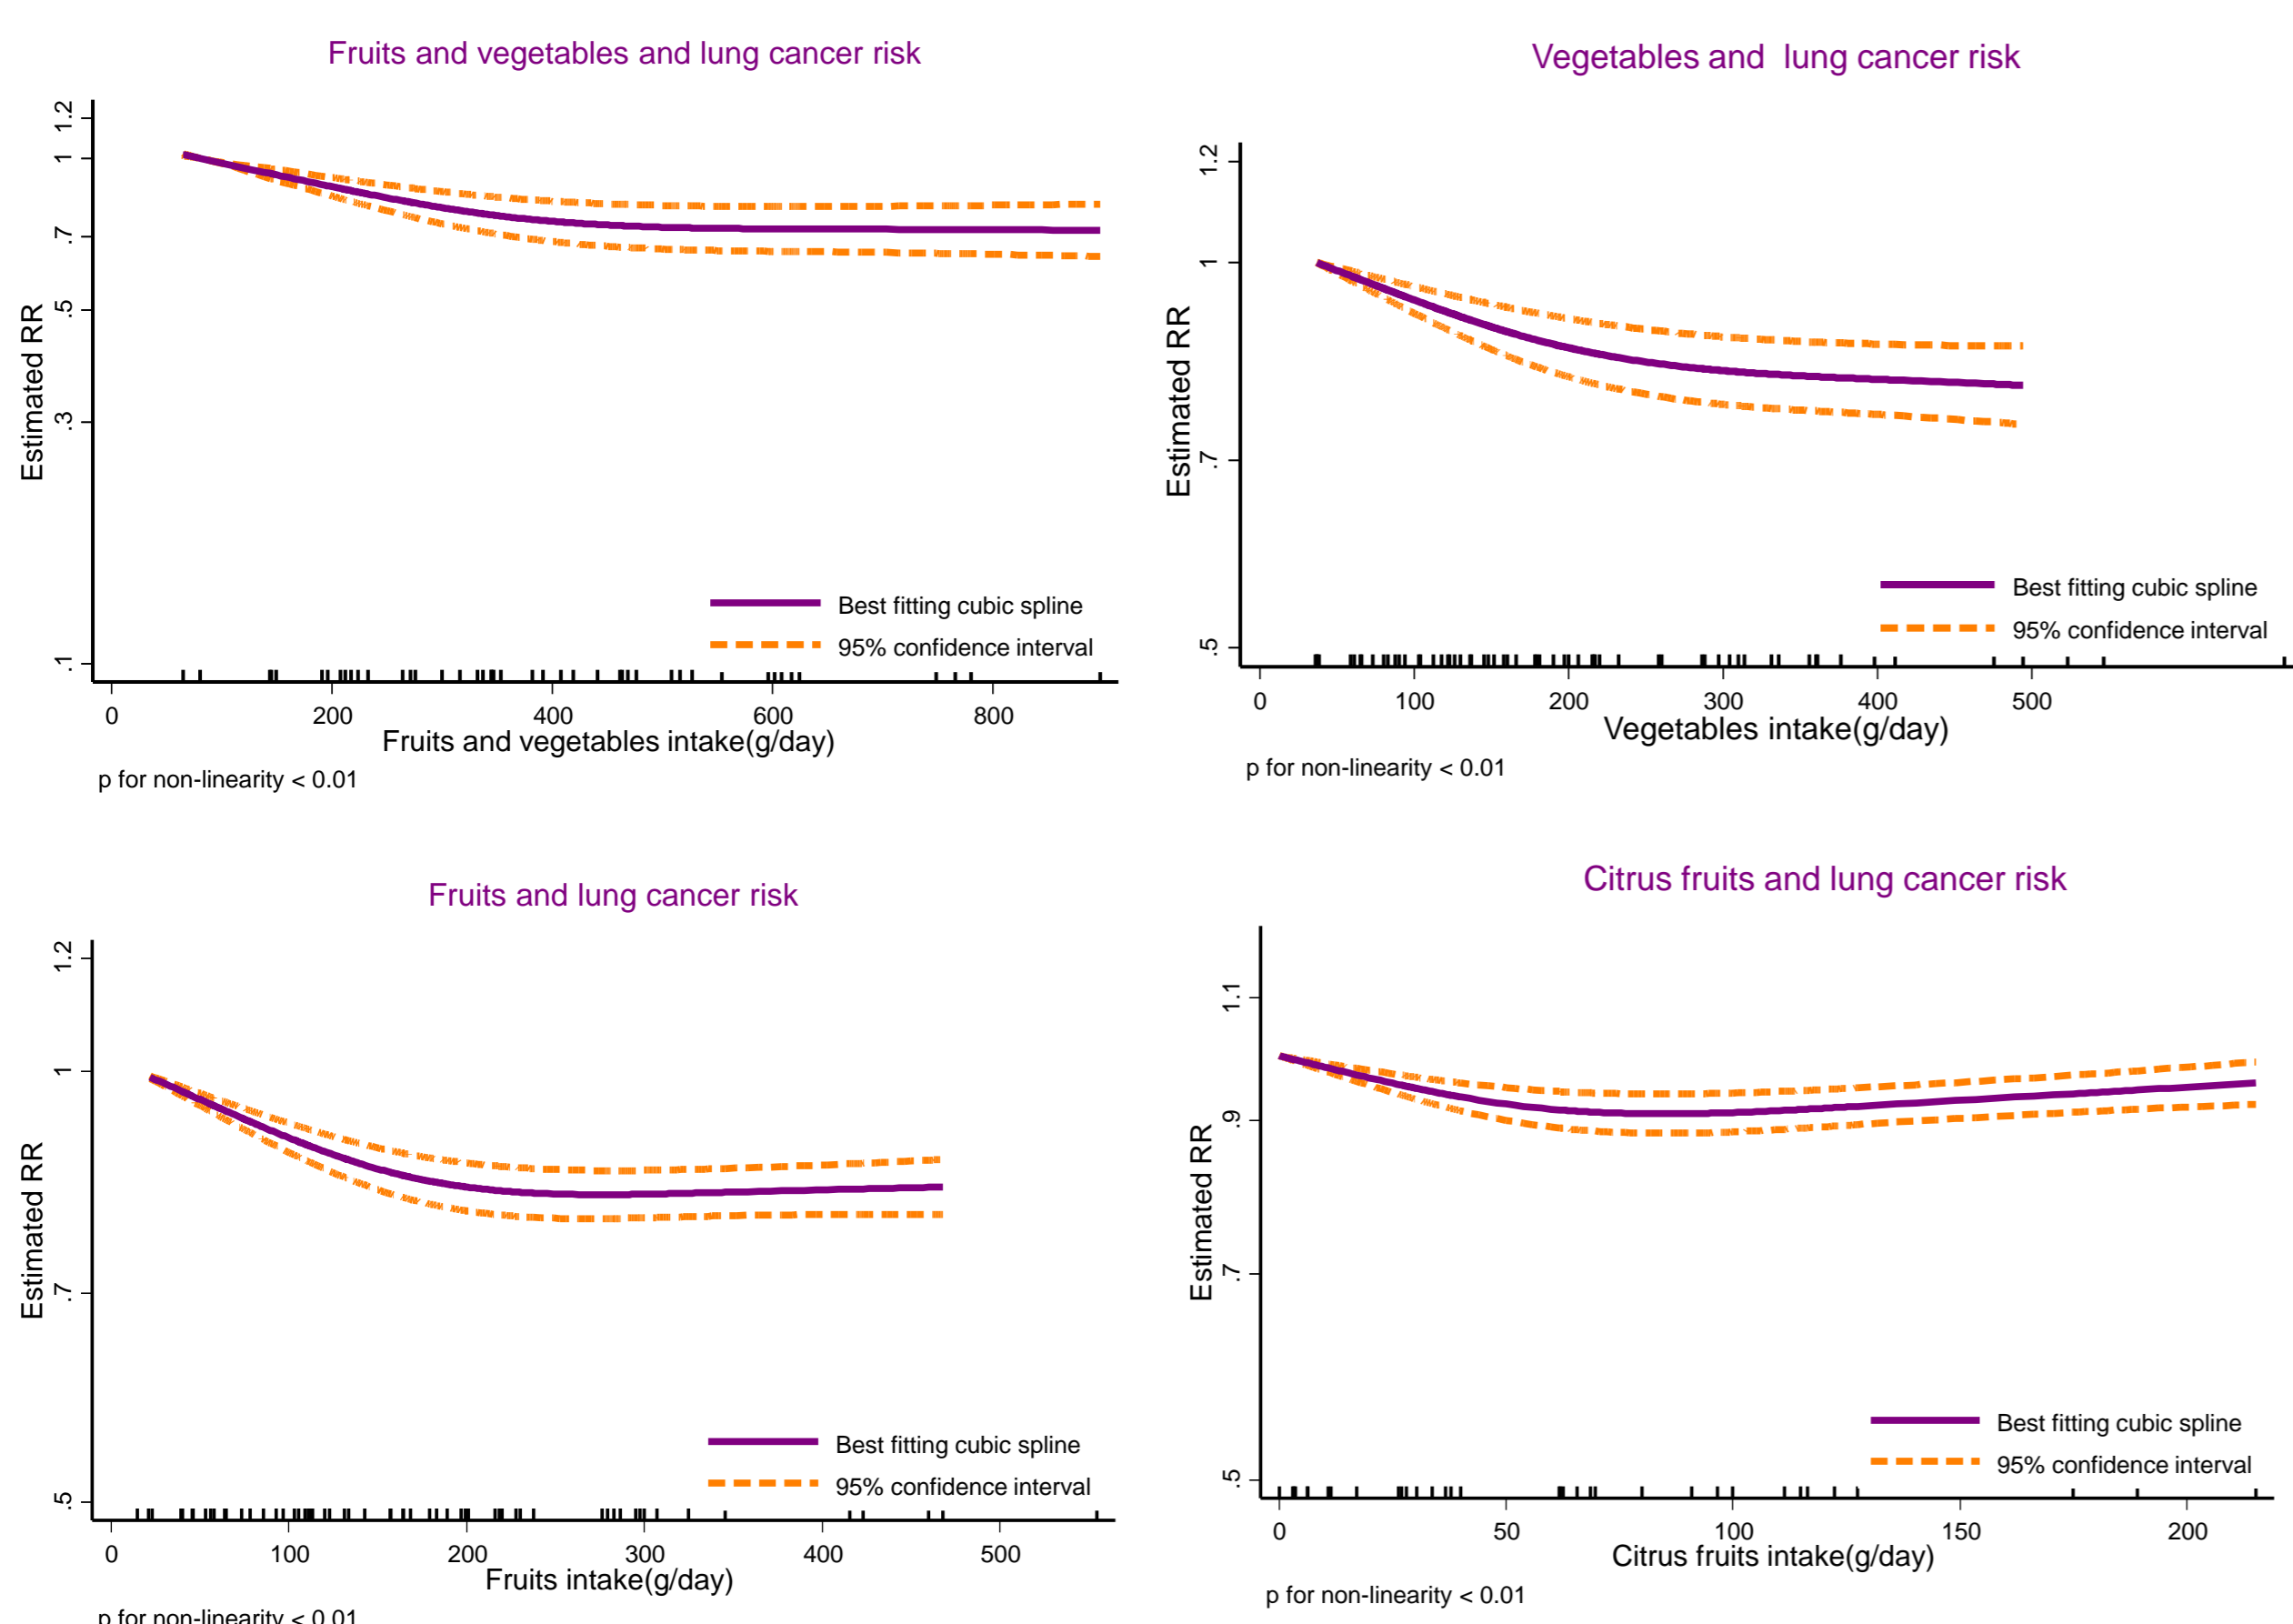 Fruits and vegetables and lung cancer risk
1.2
1
.7
.5
.3
.1
Estimated RR
Best fitting cubic spline
95% confidence interval
0 200 400 600 800
Fruits and vegetables intake(g/day)
p for non-linearity < 0.01
Vegetables and lung cancer risk
1.2
1
.7
.5
Estimated RR
Best fitting cubic spline
95% confidence interval
0 100 200 300 400 500
Vegetables intake(g/day)
p for non-linearity < 0.01
Fruits and lung cancer risk
1.2
1
.7
.5
Estimated RR
Best fitting cubic spline
95% confidence interval
0 100 200 300 400 500
Fruits intake(g/day)
p for non-linearity < 0.01
Citrus fruits and lung cancer risk
1.1
.9
.7
.5
Estimated RR
Best fitting cubic spline
95% confidence interval
0 50 100 150 200
Citrus fruits intake(g/day)
p for non-linearity < 0.01